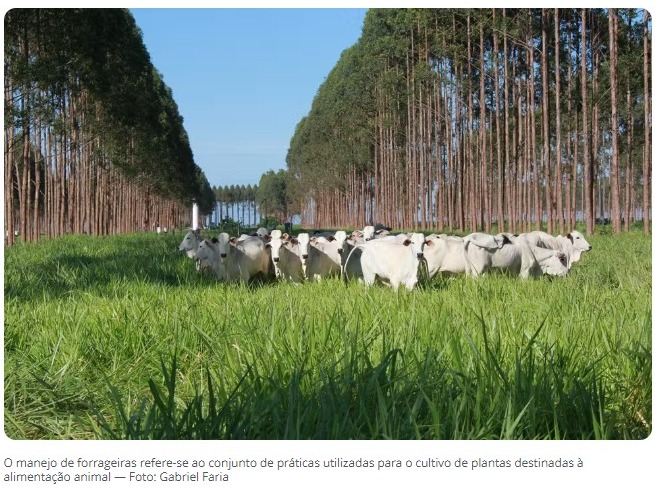 O manejo de forrageiras refere-se ao conjunto de práticas utilizadas para o cultivo de plantas destinadas à
alimentação animal — Foto: Gabriel Faria